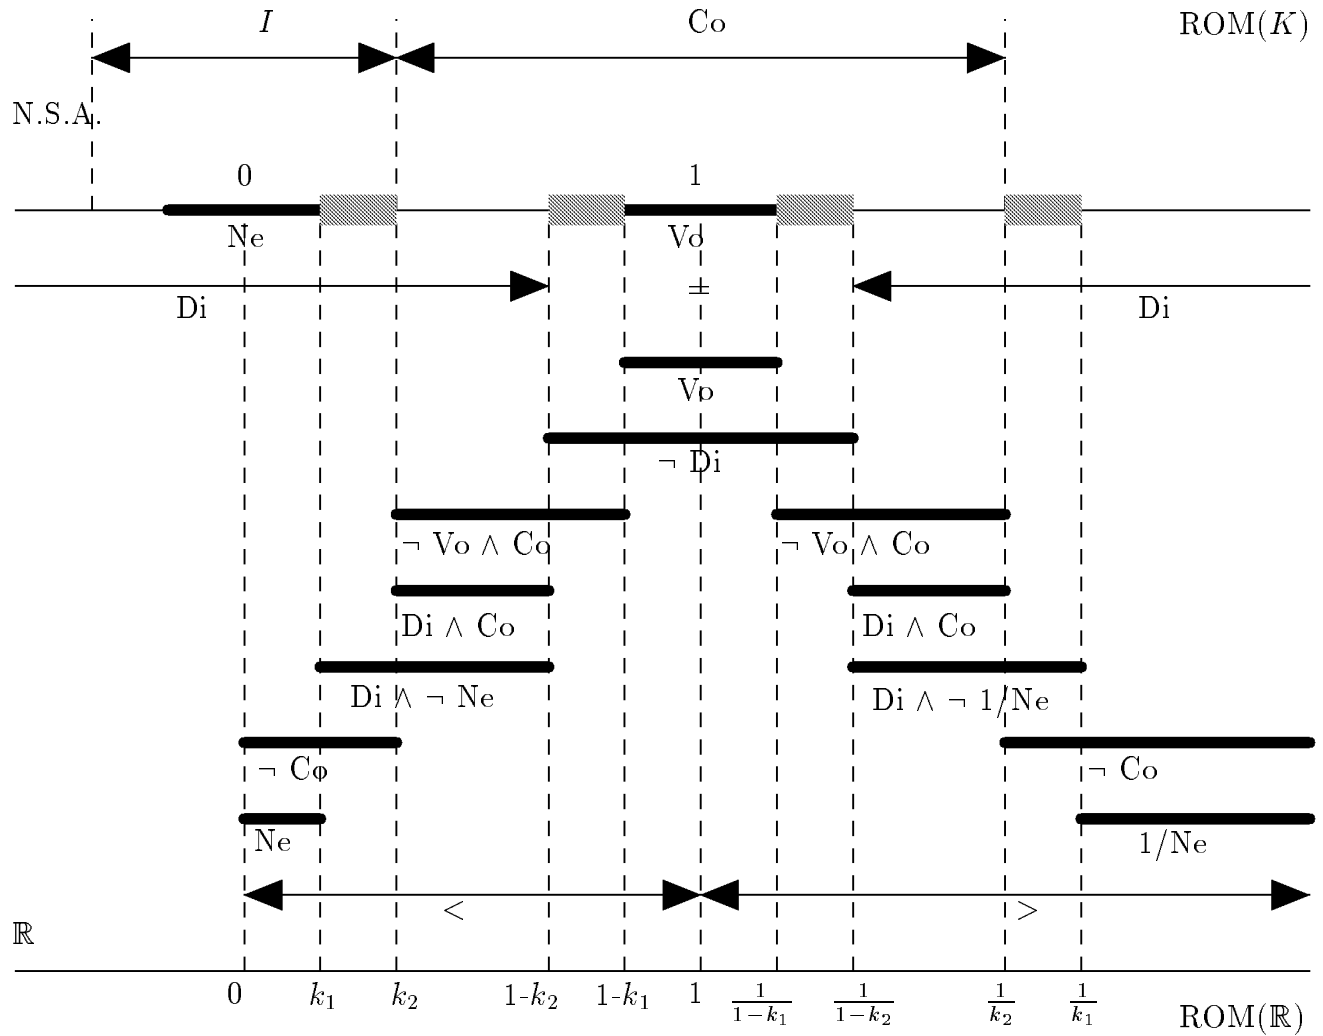 I Co ROM(K)
N.S.A.
0 1
Ne Vo
±
Di Di
Vo
¬ Di
¬ Vo ∧ Co ¬ Vo ∧ Co
Di ∧ Co Di ∧ Co
Di ∧ ¬ Ne Di ∧ ¬ 1/Ne
¬ Co ¬ Co
Ne 1/Ne
< >
ℝ
0 k₁ k₂ 1-k₂ 1-k₁ 1 1/(1−k₁) 1/(1−k₂) 1/k₂ 1/k₁
ROM(ℝ)